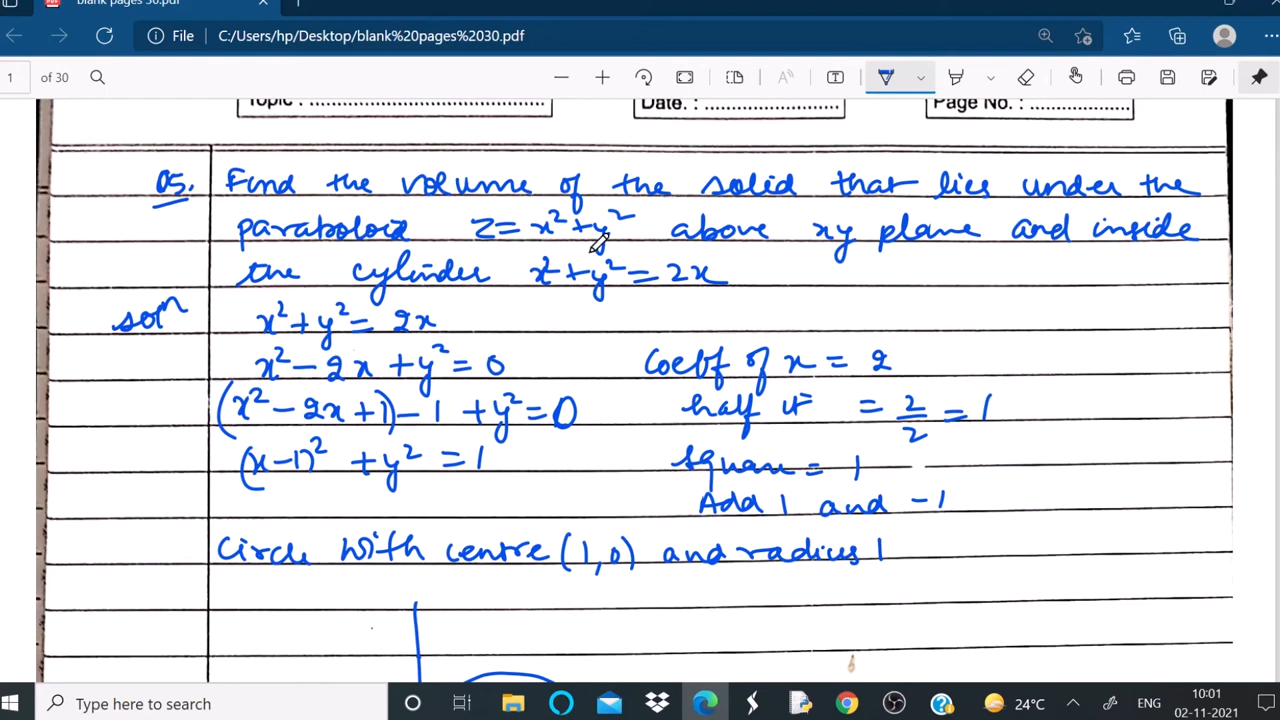 blank pages 30.pdf
File C:/Users/hp/Desktop/blank%20pages%2030.pdf
1 of 30
Topic : Date. : Page No. :
05. Find the volume of the solid that lies under the
paraboloid z = x² + y² above xy plane and inside
the cylinder x² + y² = 2x
Solⁿ x² + y² = 2x
x² - 2x + y² = 0 Coeff of x = 2
(x² - 2x + 1) - 1 + y² = 0 half it = 2/2 = 1
(x-1)² + y² = 1 square = 1
Add 1 and -1
Circle with centre (1,0) and radius 1
Type here to search
24°C ENG 10:01
02-11-2021